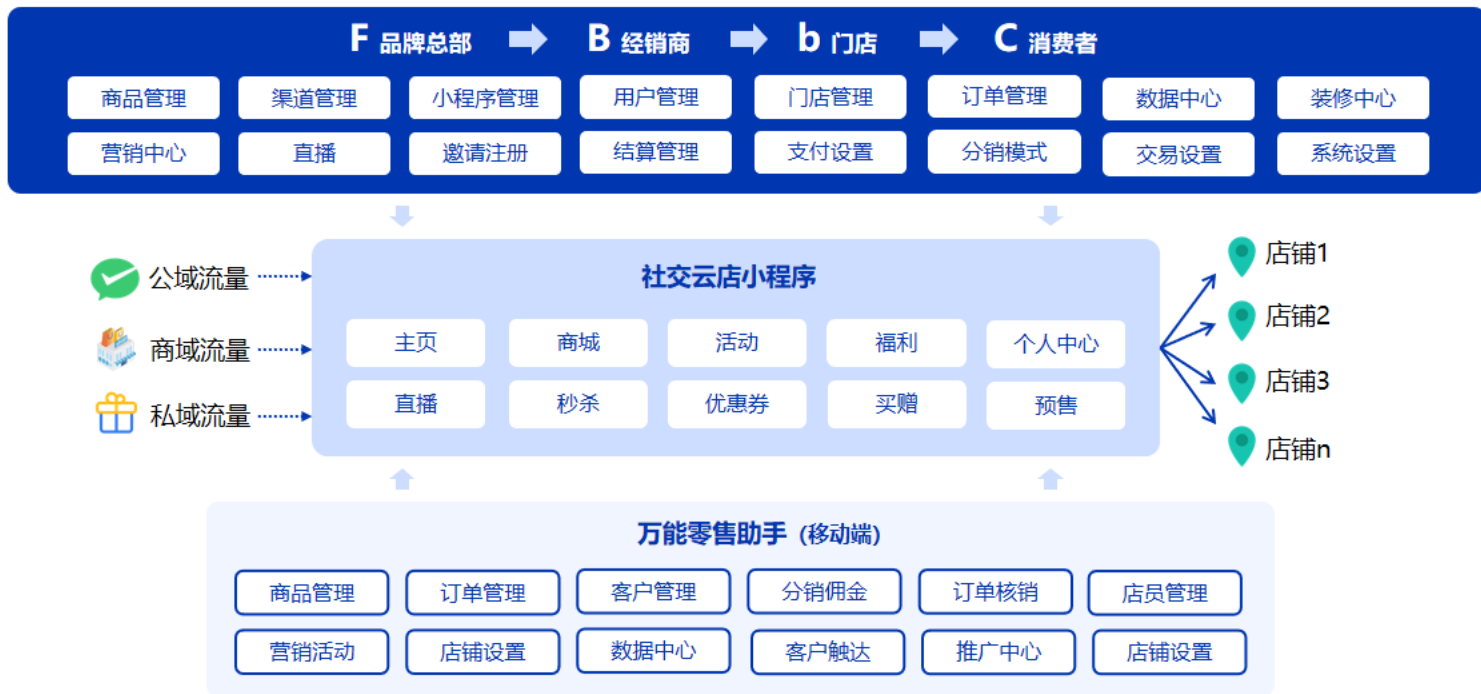 F 品牌总部 B 经销商 b 门店 C 消费者
商品管理 渠道管理 小程序管理 用户管理 门店管理 订单管理 数据中心 装修中心
营销中心 直播 邀请注册 结算管理 支付设置 分销模式 交易设置 系统设置
公域流量
商域流量
私域流量
社交云店小程序
主页 商城 活动 福利 个人中心
直播 秒杀 优惠券 买赠 预售
店铺1
店铺2
店铺3
店铺n
万能零售助手（移动端）
商品管理 订单管理 客户管理 分销佣金 订单核销 店员管理
营销活动 店铺设置 数据中心 客户触达 推广中心 店铺设置